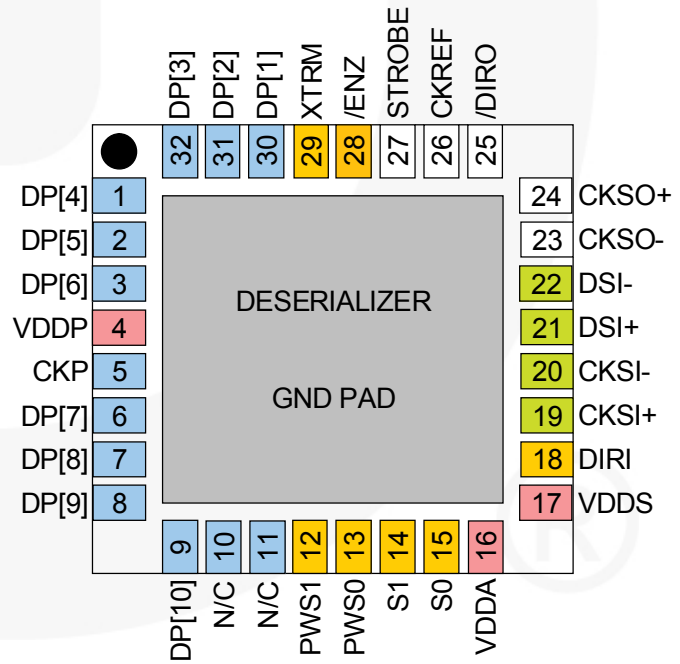 DP[3]
DP[2]
DP[1]
XTRM
/ENZ
STROBE
CKREF
/DIRO
32
31
30
29
28
27
26
25
DP[4] 1
DP[5] 2
DP[6] 3
VDDP 4
CKP 5
DP[7] 6
DP[8] 7
DP[9] 8
DESERIALIZER
GND PAD
24 CKSO+
23 CKSO-
22 DSI-
21 DSI+
20 CKSI-
19 CKSI+
18 DIRI
17 VDDS
9
10
11
12
13
14
15
16
DP[10]
N/C
N/C
PWS1
PWS0
S1
S0
VDDA
®